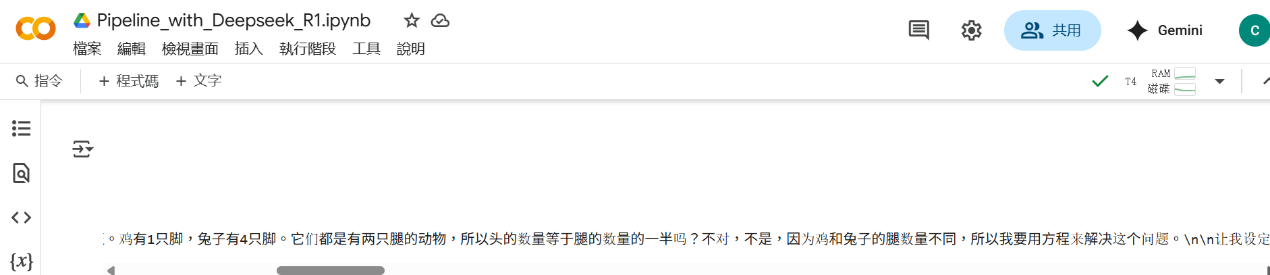 Pipeline_with_Deepseek_R1.ipynb
檔案 編輯 檢視畫面 插入 執行階段 工具 說明
共用
Gemini
C
指令 + 程式碼 + 文字
T4
RAM
磁碟
。鸡有1只脚，兔子有4只脚。它们都是有两只腿的动物，所以头的数量等于腿的数量的一半吗？不对，不是，因为鸡和兔子的腿数量不同，所以我要用方程来解决这个问题。\n\n让我设定
{x}